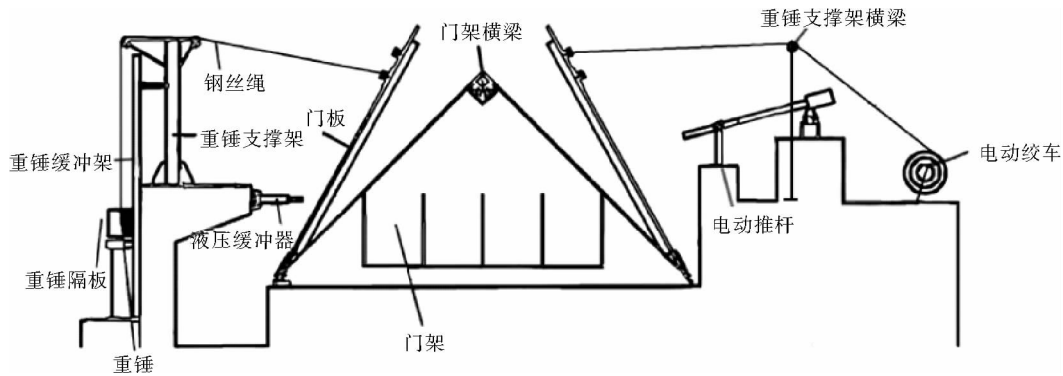 重锤支撑架横梁
门架横梁
钢丝绳
门板
重锤支撑架
重锤缓冲架
电动绞车
电动推杆
液压缓冲器
重锤隔板
门架
重锤